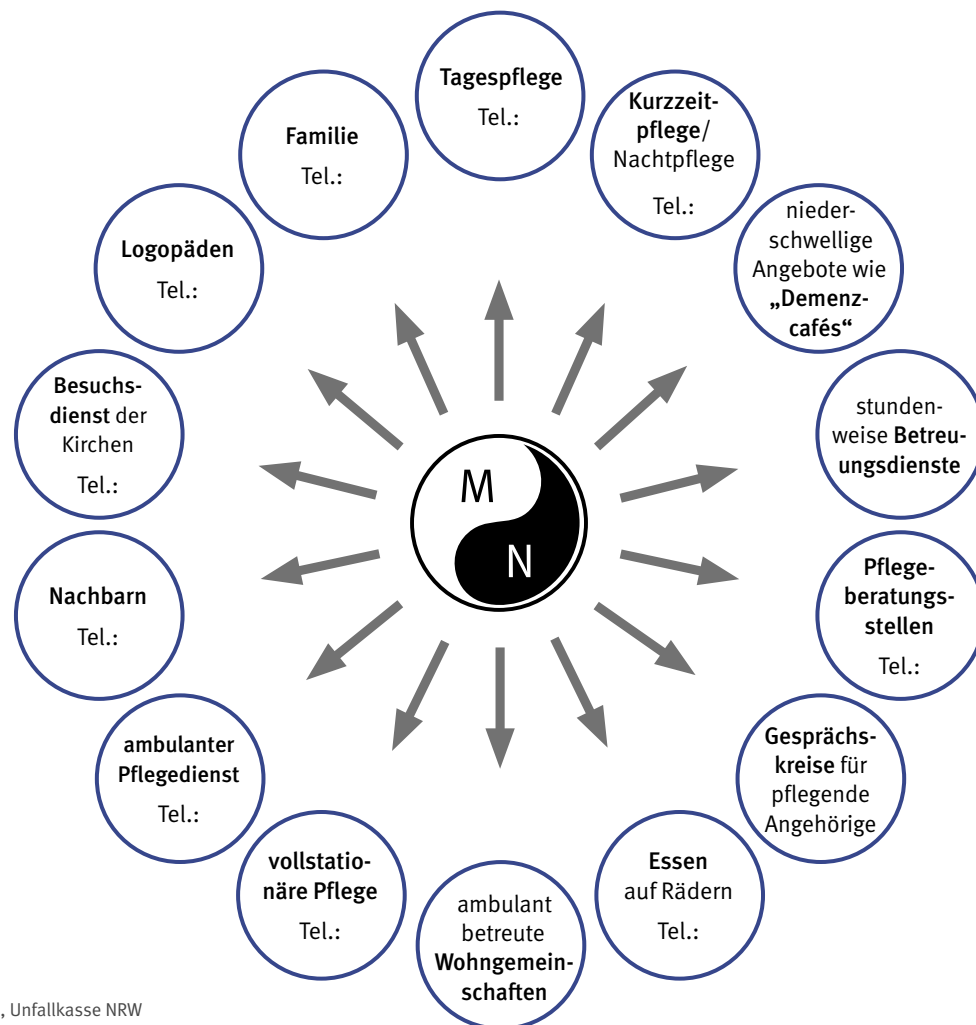 Tagespflege
Tel.:
Kurzzeit-
pflege/
Nachtpflege
Tel.:
nieder-
schwellige
Angebote wie
„Demenz-
cafés“
stunden-
weise Betreu-
ungsdienste
Pflege-
beratungs-
stellen
Tel.:
Gesprächs-
kreise für
pflegende
Angehörige
Essen
auf Rädern
Tel.:
ambulant
betreute
Wohngemein-
schaften
vollstatio-
näre Pflege
Tel.:
ambulanter
Pflegedienst
Tel.:
Nachbarn
Tel.:
Besuchs-
dienst der
Kirchen
Tel.:
Logopäden
Tel.:
Familie
Tel.:
M
N
, Unfallkasse NRW